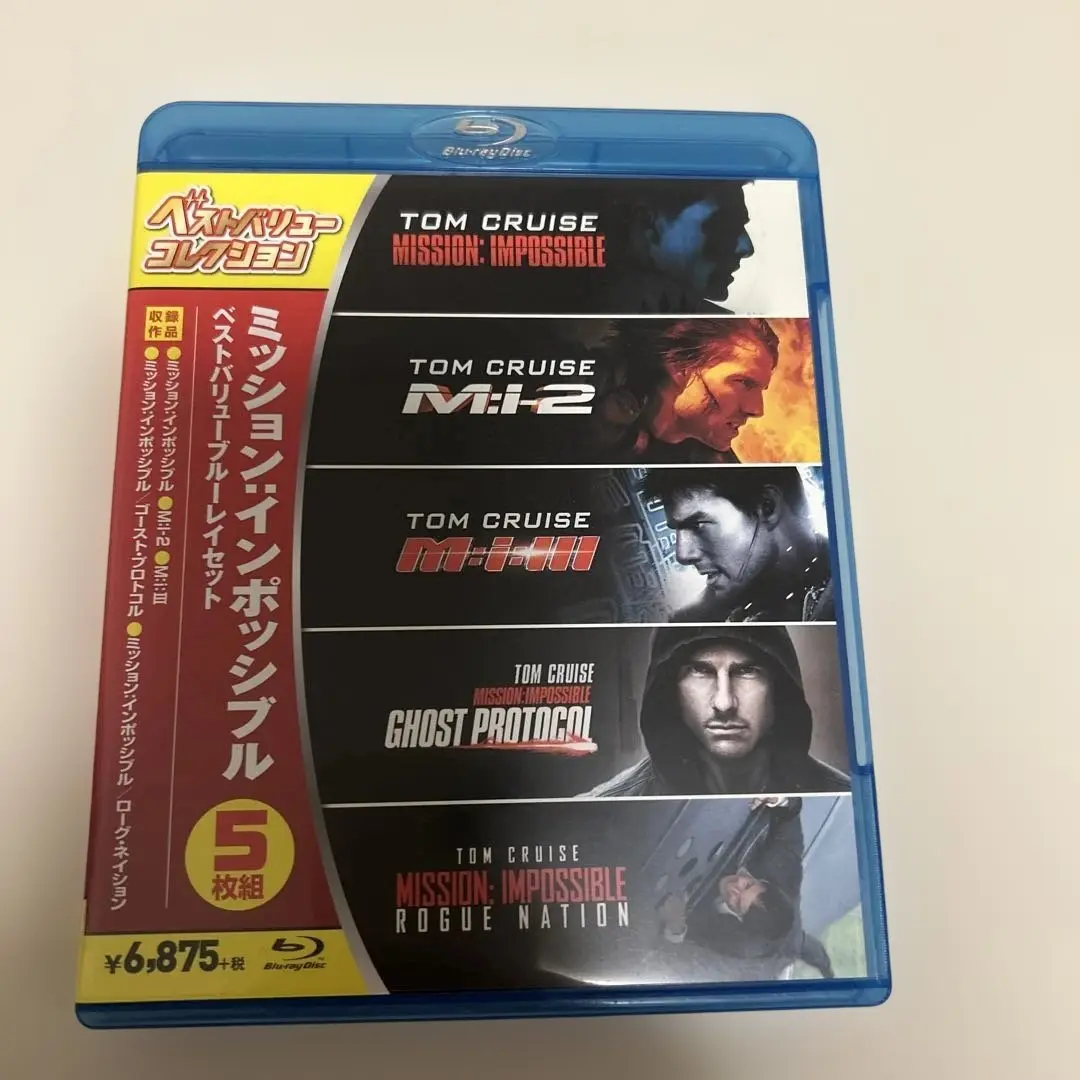 Blu-ray Disc
ベストバリュー
コレクション
収録
作品
●ミッション:インポッシブル ●M:i-2 ●M:i:III
●ミッション:インポッシブル/ゴースト・プロトコル ●ミッション:インポッシブル/ローグ・ネイション
ミッション:インポッシブル
ベストバリューブルーレイセット
5
枚組
¥6,875+税
Blu-ray Disc
TOM CRUISE
MISSION: IMPOSSIBLE
TOM CRUISE
M:i-2
TOM CRUISE
M:i:III
TOM CRUISE
MISSION:IMPOSSIBLE
GHOST PROTOCOL
TOM CRUISE
MISSION: IMPOSSIBLE
ROGUE NATION